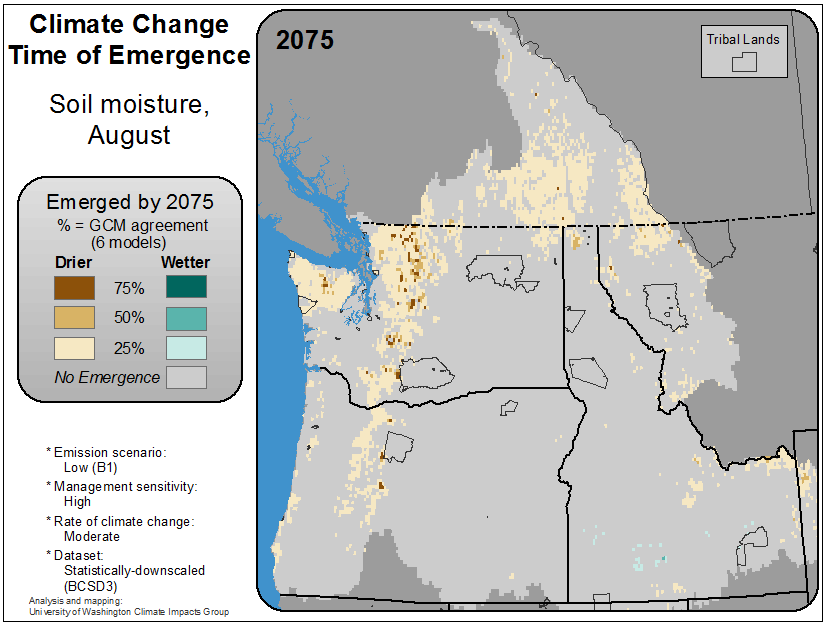 Climate Change
Time of Emergence
Soil moisture,
August
Emerged by 2075
% = GCM agreement
(6 models)
Drier Wetter
75%
50%
25%
No Emergence
* Emission scenario:
Low (B1)
* Management sensitivity:
High
* Rate of climate change:
Moderate
* Dataset:
Statistically-downscaled
(BCSD3)
Analysis and mapping:
University of Washington Climate Impacts Group
2075
Tribal Lands